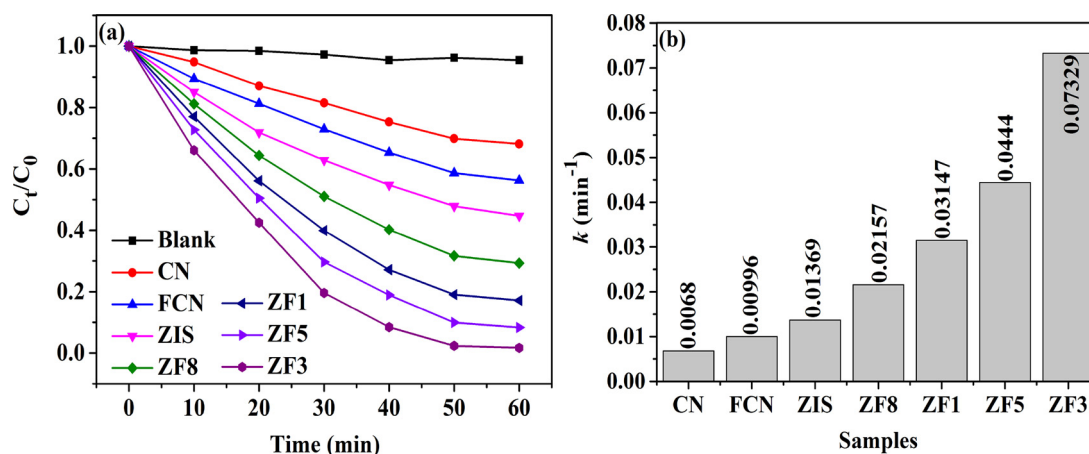 (a)
1.0
0.8
0.6
0.4
0.2
0.0
C_t/C_0
Blank
CN
FCN
ZIS
ZF8
ZF1
ZF5
ZF3
0 10 20 30 40 50 60
Time (min)
(b)
0.08
0.07
0.06
0.05
0.04
0.03
0.02
0.01
0.00
k (min⁻¹)
0.0068
0.00996
0.01369
0.02157
0.03147
0.0444
0.07329
CN FCN ZIS ZF8 ZF1 ZF5 ZF3
Samples